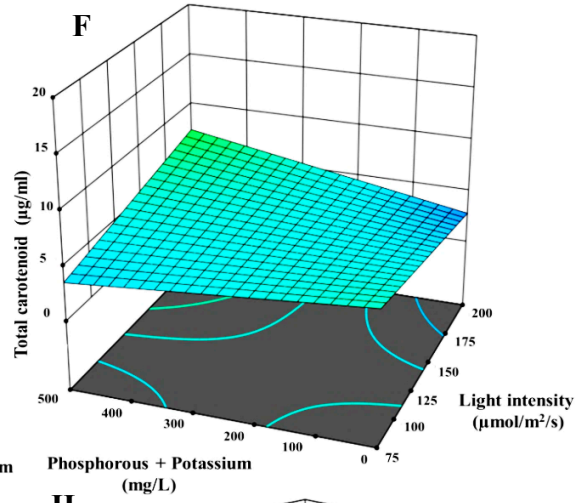 F
20
15
10
5
0
Total carotenoid (µg/ml)
200
175
150
125
100
75
Light intensity
(µmol/m²/s)
500
400
300
200
100
0
m
Phosphorous + Potassium
(mg/L)